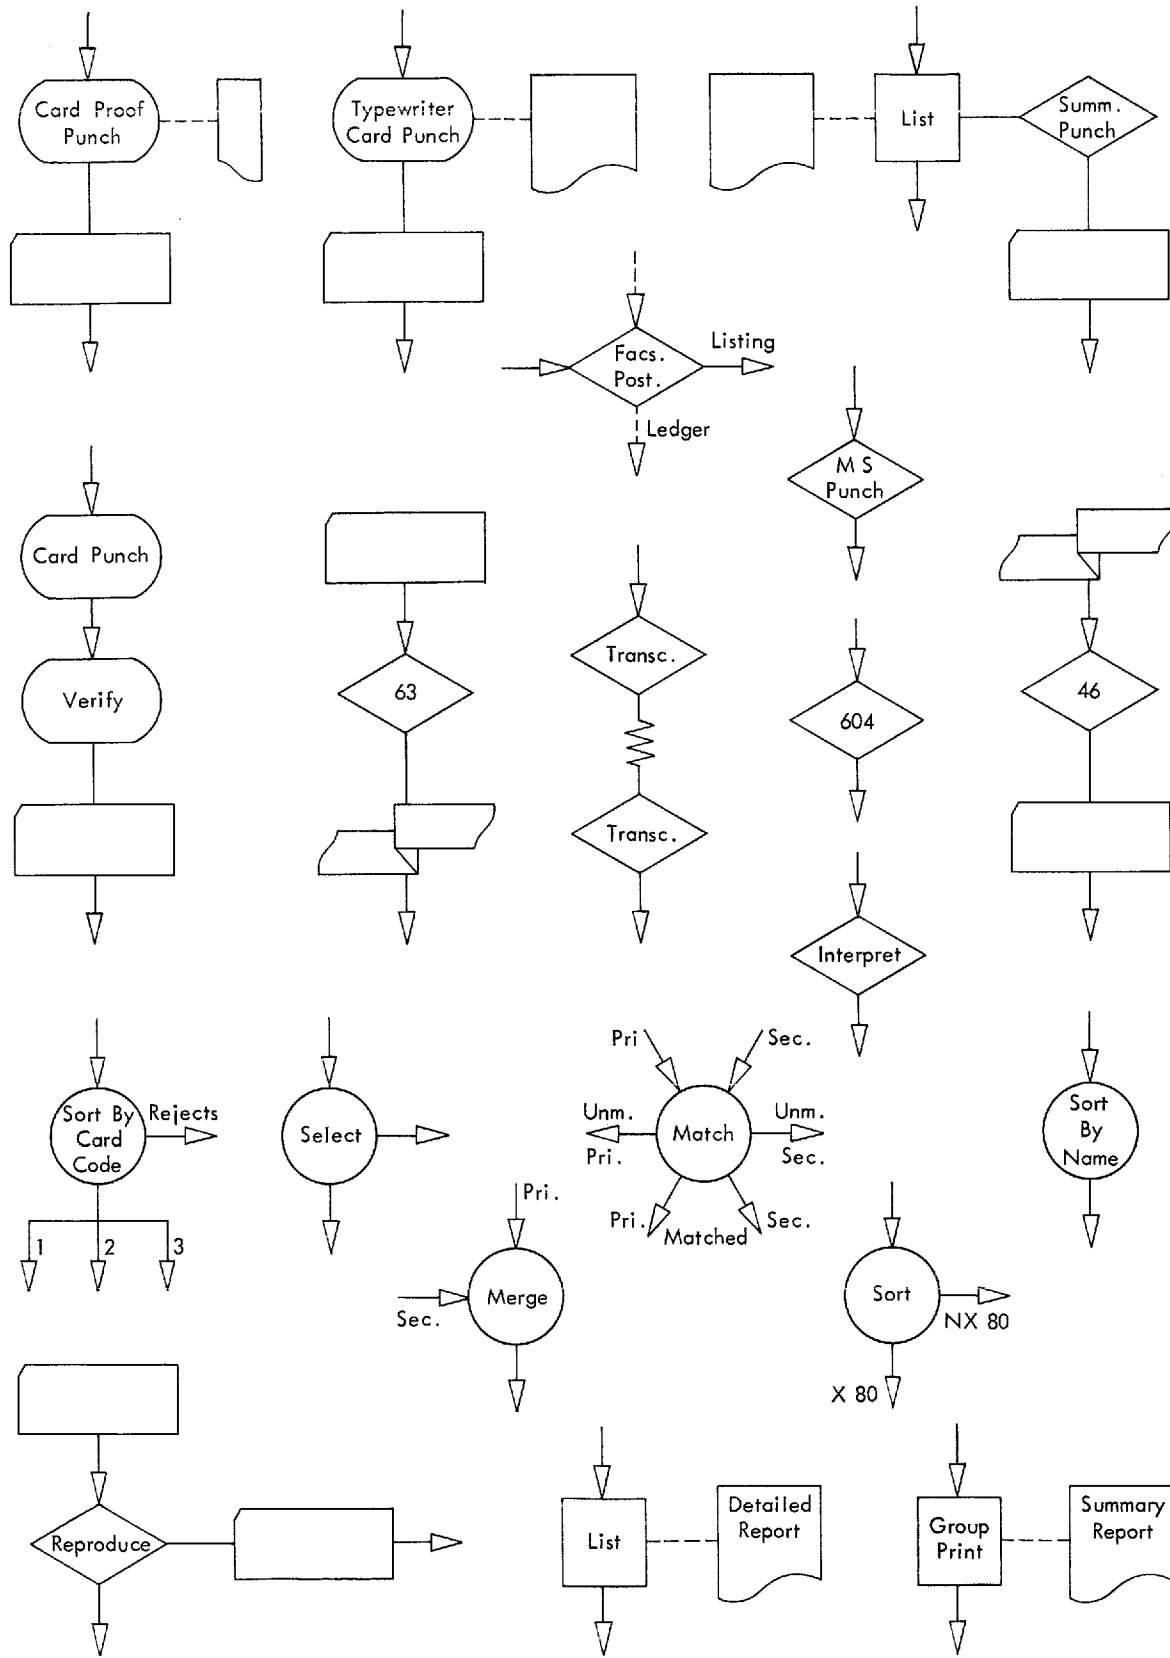 Card Proof
Punch
Typewriter
Card Punch
List
Summ.
Punch
Facs.
Post.
Listing
Ledger
M S
Punch
Card Punch
Verify
63
Transc.
Transc.
604
46
Interpret
Sort By
Card
Code
Rejects
1
2
3
Select
Pri
Sec.
Unm.
Pri.
Match
Unm.
Sec.
Pri.
Matched
Sec.
Sort
By
Name
Pri.
Sec.
Merge
Sort
NX 80
X 80
Reproduce
List
Detailed
Report
Group
Print
Summary
Report